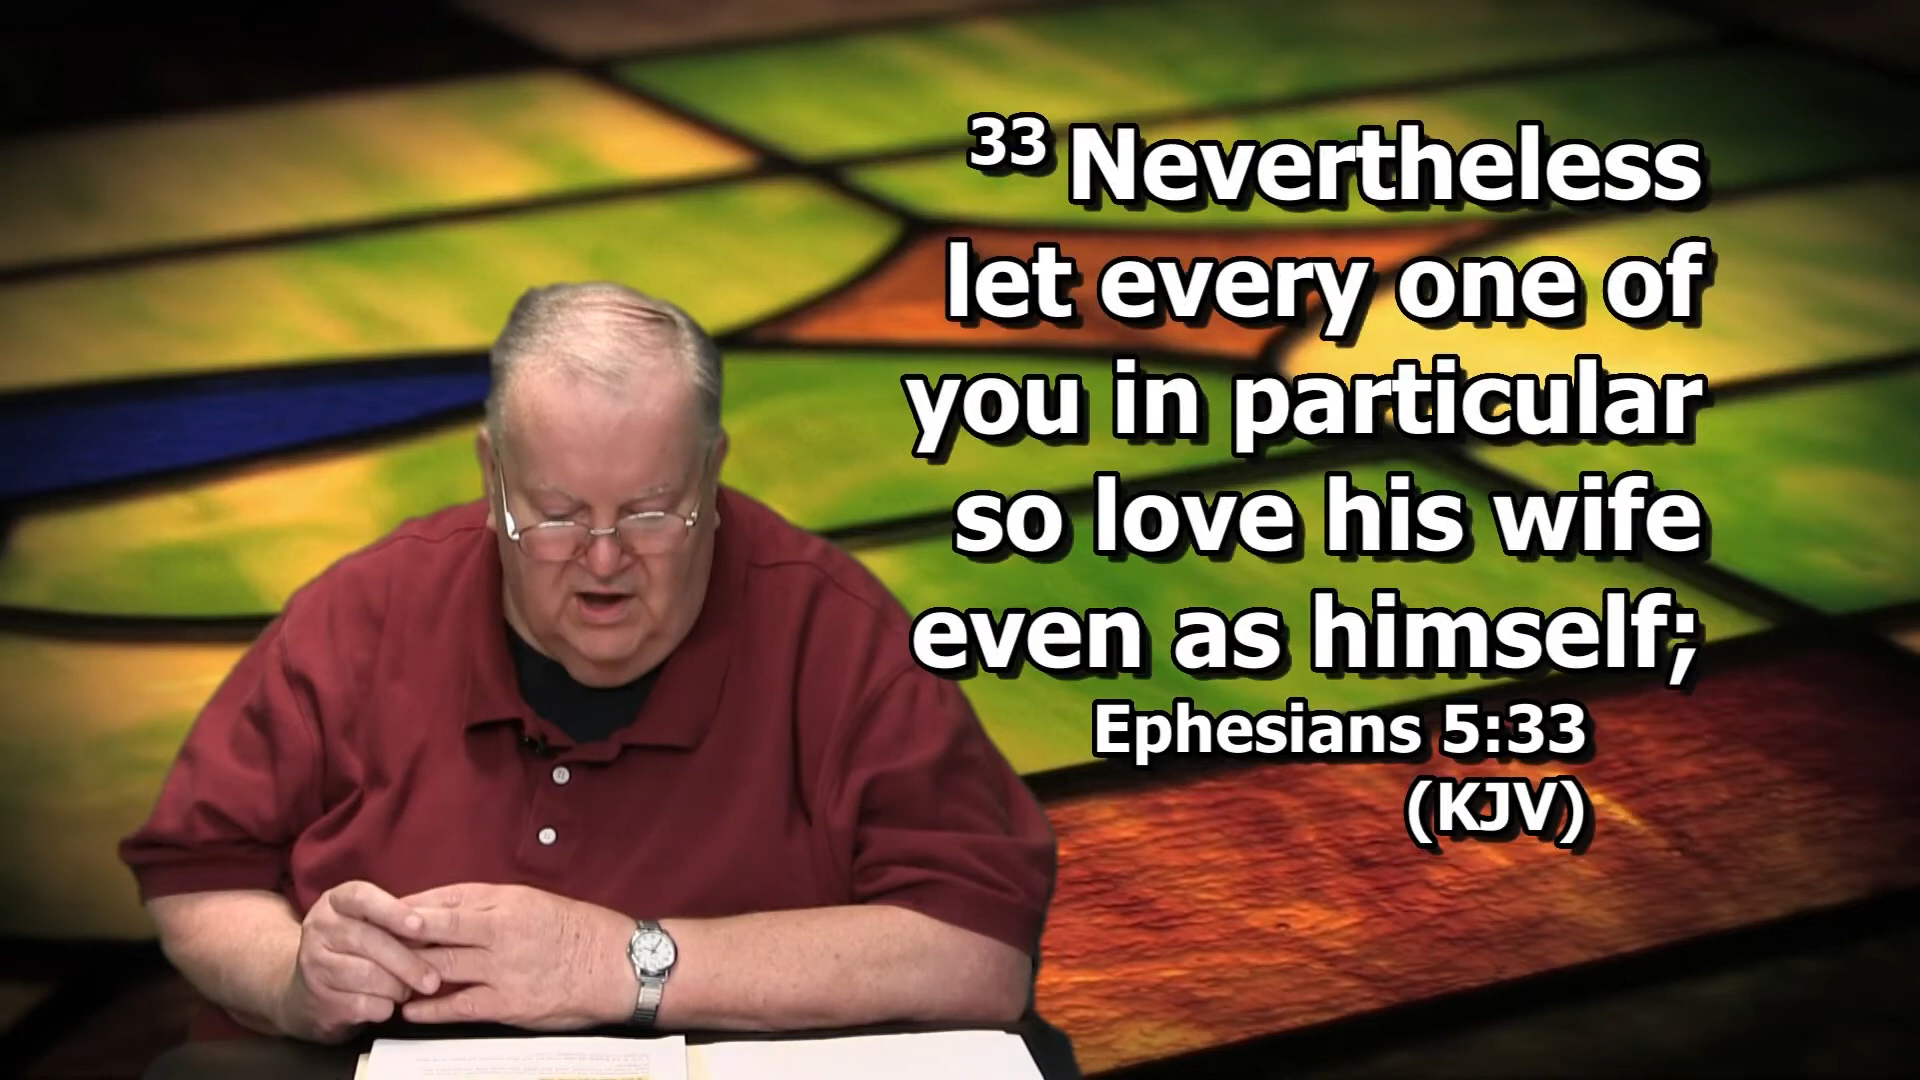 33 Nevertheless
let every one of
you in particular
so love his wife
even as himself;
Ephesians 5:33
(KJV)